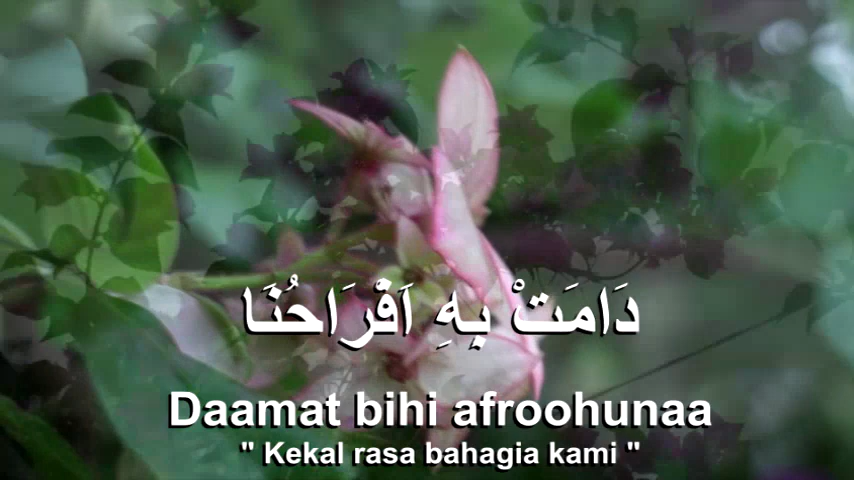 دَامَتْ بِهِ اَفْرَاحُنَا
Daamat bihi afroohunaa
" Kekal rasa bahagia kami "